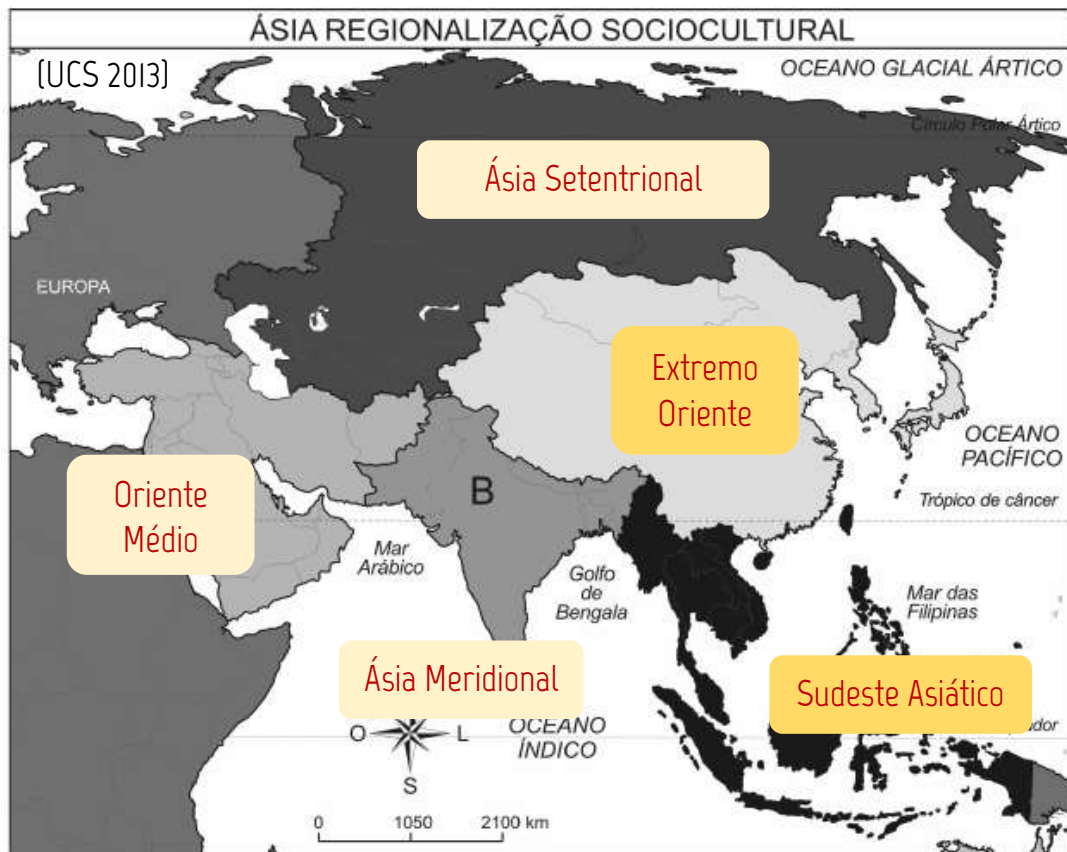 ÁSIA REGIONALIZAÇÃO SOCIOCULTURAL
(UCS 2013)
OCEANO GLACIAL ÁRTICO
Círculo Polar Ártico
Ásia Setentrional
EUROPA
Extremo
Oriente
OCEANO
PACÍFICO
Oriente
Médio
B
Trópico de câncer
Mar
Arábico
Golfo
de
Bengala
Mar das
Filipinas
Ásia Meridional
Sudeste Asiático
O
L
S
OCEANO
ÍNDICO
0 1050 2100 km